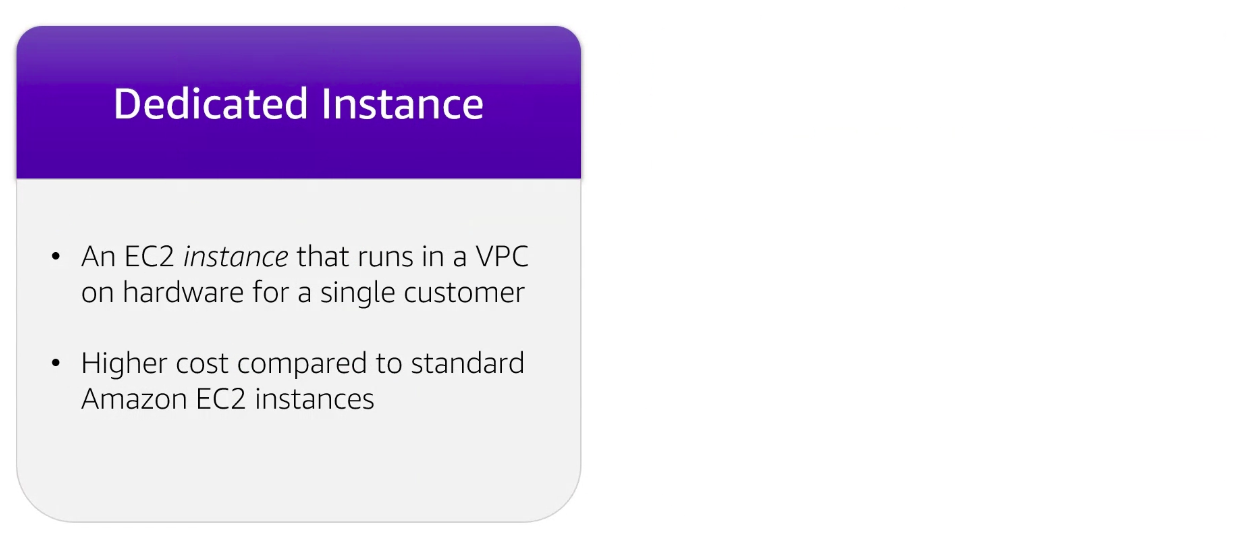 Dedicated Instance
• An EC2 instance that runs in a VPC
on hardware for a single customer
• Higher cost compared to standard
Amazon EC2 instances